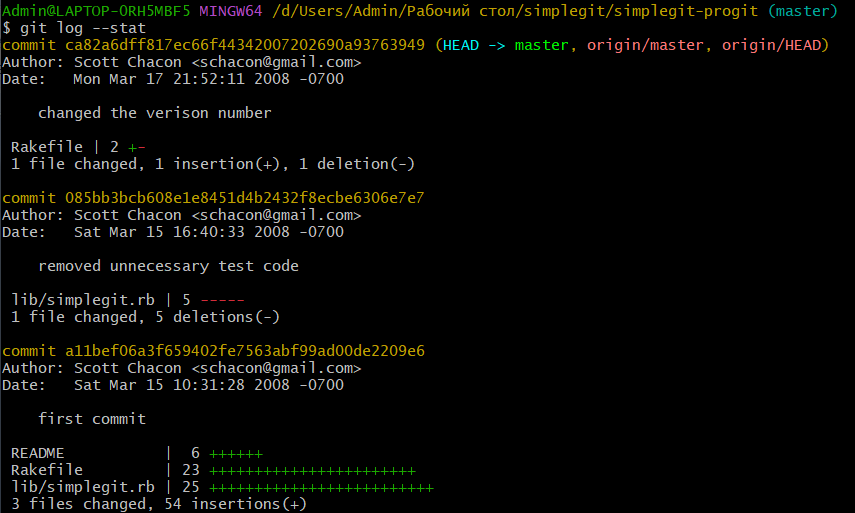 Admin@LAPTOP-ORH5MBF5 MINGW64 /d/Users/Admin/Рабочий стол/simplegit/simplegit-progit (master)
$ git log --stat
commit ca82a6dff817ec66f44342007202690a93763949 (HEAD -> master, origin/master, origin/HEAD)
Author: Scott Chacon <schacon@gmail.com>
Date:   Mon Mar 17 21:52:11 2008 -0700

    changed the verison number

 Rakefile | 2 +-
 1 file changed, 1 insertion(+), 1 deletion(-)

commit 085bb3bcb608e1e8451d4b2432f8ecbe6306e7e7
Author: Scott Chacon <schacon@gmail.com>
Date:   Sat Mar 15 16:40:33 2008 -0700

    removed unnecessary test code

 lib/simplegit.rb | 5 -----
 1 file changed, 5 deletions(-)

commit a11bef06a3f659402fe7563abf99ad00de2209e6
Author: Scott Chacon <schacon@gmail.com>
Date:   Sat Mar 15 10:31:28 2008 -0700

    first commit

 README           |  6 ++++++
 Rakefile         | 23 +++++++++++++++++++++++
 lib/simplegit.rb | 25 +++++++++++++++++++++++++
 3 files changed, 54 insertions(+)